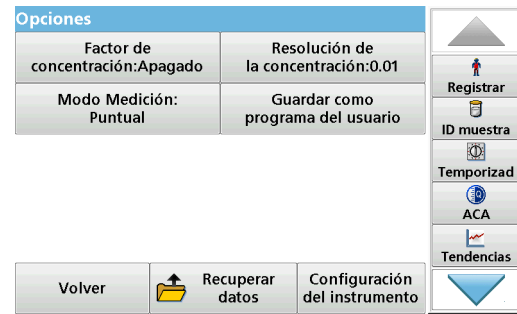 Opciones
Factor de
concentración:Apagado
Resolución de
la concentración:0.01
Modo Medición:
Puntual
Guardar como
programa del usuario
Registrar
ID muestra
Temporizad
ACA
Tendencias
Volver
Recuperar
datos
Configuración
del instrumento